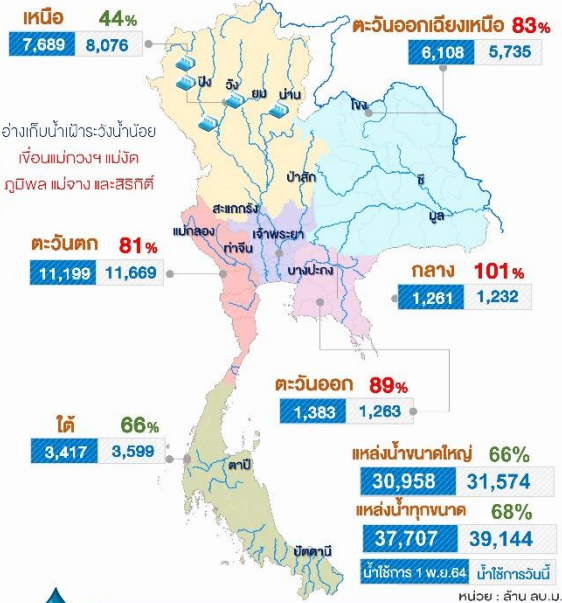 เหนือ 44%
7,689 8,076
ตะวันออกเฉียงเหนือ 83%
6,108 5,735
ปิง วัง ยม น่าน
โขง
อ่างเก็บน้ำเฝ้าระวังน้ำน้อย
เขื่อนแม่กวงฯ แม่งัด
ภูมิพล แม่จาง และสิริกิติ์
ป่าสัก
ชี
มูล
สะแกกรัง
แม่กลอง
ท่าจีน
เจ้าพระยา
บางปะกง
ตะวันตก 81%
11,199 11,669
กลาง 101%
1,261 1,232
ตะวันออก 89%
1,383 1,263
ใต้ 66%
3,417 3,599
ตาปี
ปัตตานี
แหล่งน้ำขนาดใหญ่ 66%
30,958 31,574
แหล่งน้ำทุกขนาด 68%
37,707 39,144
น้ำใช้การ 1 พ.ย.64 น้ำใช้การวันนี้
หน่วย : ล้าน ลบ.ม.